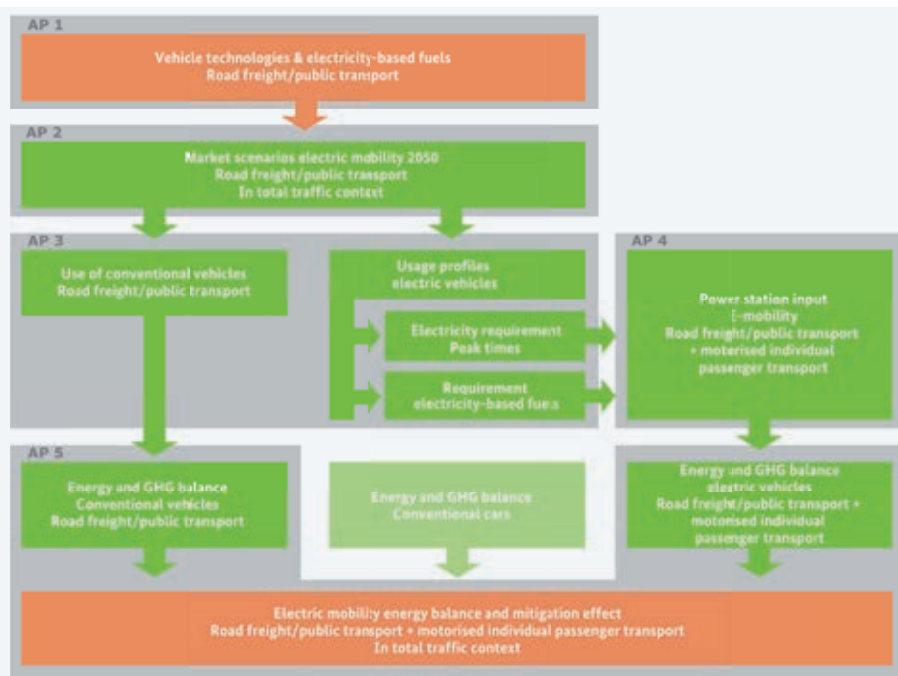 AP 1
Vehicle technologies & electricity-based fuels
Road freight/public transport
AP 2
Market scenarios electric mobility 2050
Road freight/public transport
In total traffic context
AP 3
Use of conventional vehicles
Road freight/public transport
Usage profiles
electric vehicles
Electricity requirement
Peak times
Requirement
electricity-based fuels
AP 4
Power station input
E-mobility
Road freight/public transport
+ motorised individual
passenger transport
AP 5
Energy and GHG balance
Conventional vehicles
Road freight/public transport
Energy and GHG balance
Conventional cars
Energy and GHG balance
electric vehicles
Road freight/public transport +
motorised individual
passenger transport
Electric mobility energy balance and mitigation effect
Road freight/public transport + motorised individual passenger transport
In total traffic context